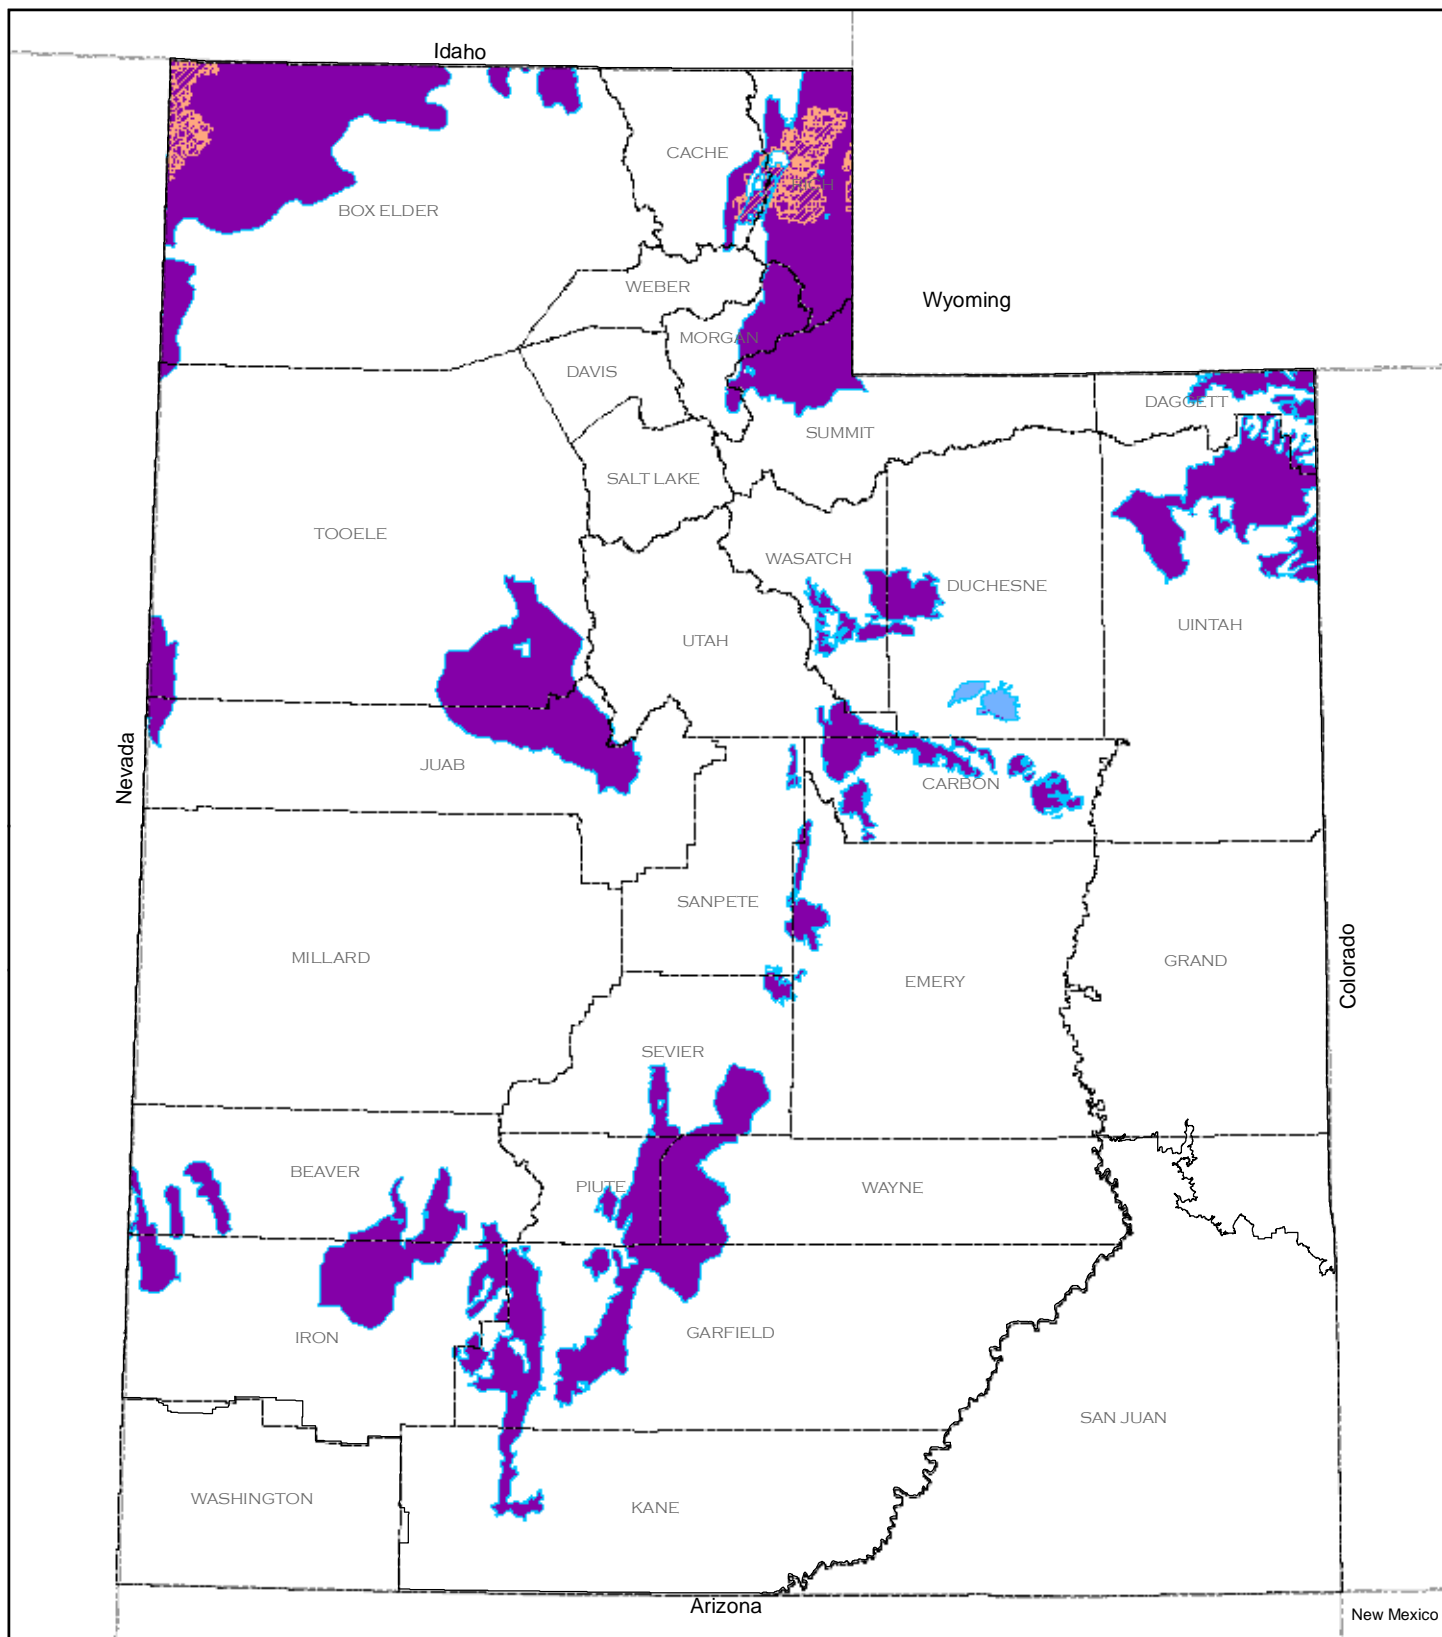 Idaho
CACHE
RICH
BOX ELDER
WEBER
Wyoming
MORGAN
DAVIS
DAGGETT
SUMMIT
SALT LAKE
TOOELE
WASATCH
DUCHESNE
UINTAH
UTAH
Nevada
JUAB
CARBON
SANPETE
MILLARD
GRAND
EMERY
Colorado
SEVIER
BEAVER
PIUTE
WAYNE
IRON
GARFIELD
SAN JUAN
WASHINGTON
KANE
Arizona
New Mexico